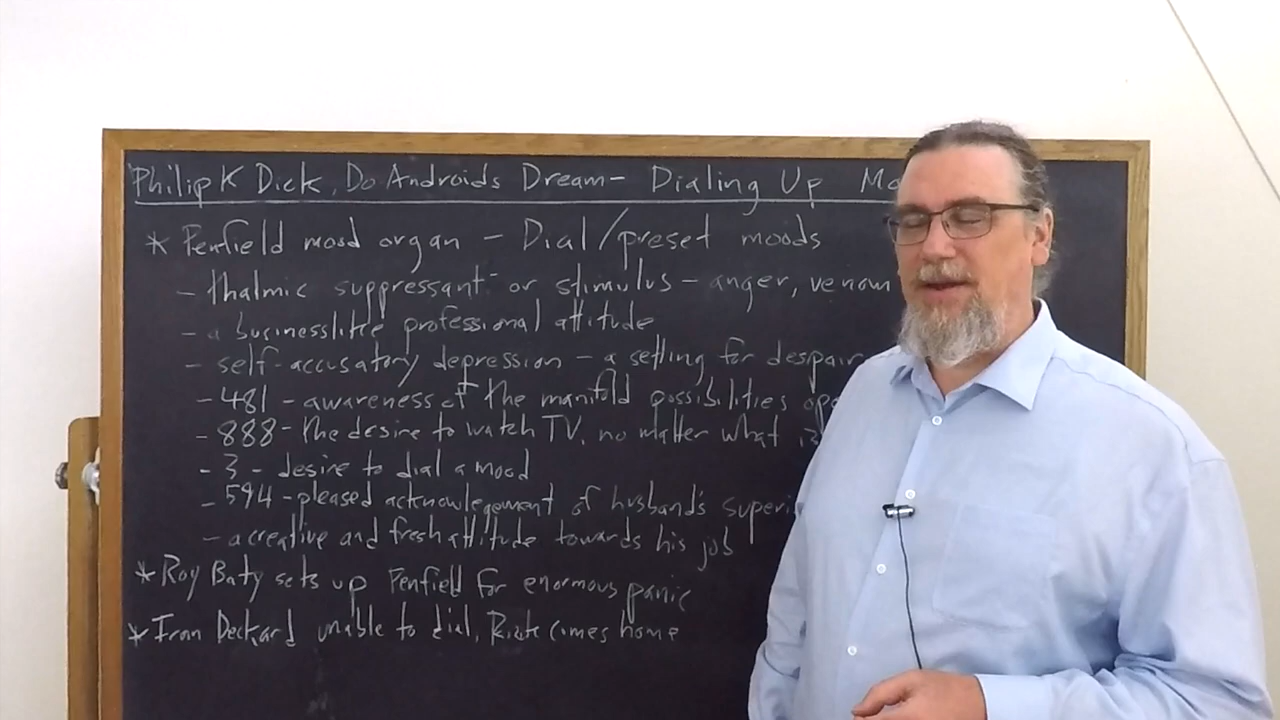 Philip K Dick, Do Androids Dream - Dialing Up
* Penfield mood organ - Dial/preset moods
- thalmic suppressant or stimulus - anger, venom
- a businesslike professional attitude
- self-accusatory depression - a setting for despair
- 481 - awareness of the manifold possibilities
- 888 - the desire to watch TV, no matter what
- 3 - desire to dial a mood
- 594 - pleased acknowlegement of husband's
- a creative and fresh attitude towards his job
* Roy Baty sets up Penfield for enormous panic
* Iran Deckard unable to dial, Rick comes home